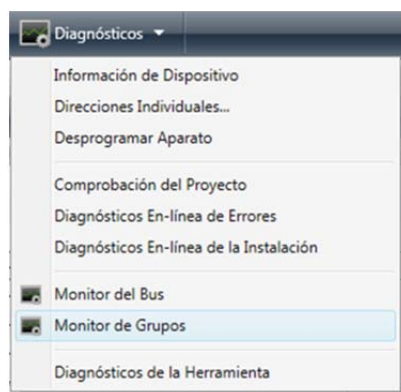 Diagnósticos
Información de Dispositivo
Direcciones Individuales...
Desprogramar Aparato
Comprobación del Proyecto
Diagnósticos En-línea de Errores
Diagnósticos En-línea de la Instalación
Monitor del Bus
Monitor de Grupos
Diagnósticos de la Herramienta